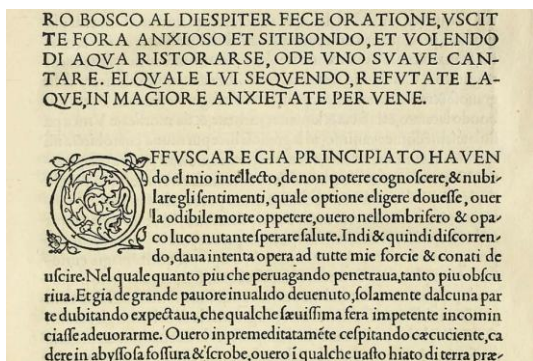 RO BOSCO AL DIESPITER FECE ORATIONE, VSCIT
TE FORA ANXIOSO ET SITIBONDO, ET VOLENDO
DI AQVA RISTORARSE, ODE VNO SVAVE CAN-
TARE. ELQVALE LVI SEQVENDO, REFVTATE LA-
QVE, IN MAGIORE ANXIETATE PERVENE.
OFFVSCARE GIA PRINCIPIATO HAVEN
do el mio intellecto, de non potere cognoſcere, & nubi-
lare gli ſentimenti, quale optione eligere doueſſe, ouer
la odibile morte oppetere, ouero nellombrifero & opa-
co luco nutante ſperare ſalute. Indi & quindi diſcorren-
do, daua intenta opera ad tutte mie forcie & conati de
uſcire. Nel quale quanto piu che peruagando penetraua, tanto piu obſcu
riua. Et gia de grande pauore inualido deuenuto, ſolamente dalcuna par
te dubitando expectaua, che qualche ſæuiſſima fera impetente incomin
ciaſſe a deuorarme. Ouero inpremeditatamẽte ceſpitando cæcuciente, ca
dere in abyſſoſa foſſura & ſcrobe, ouero ĩ qualche uaſto hiato di terra præ-